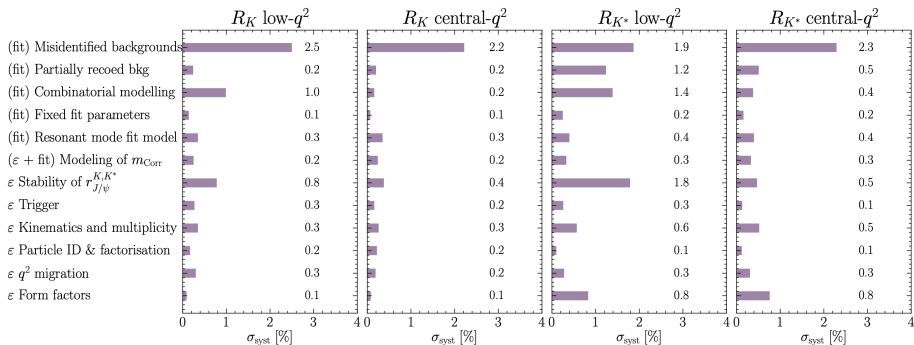 R_K low-q² R_K central-q² R_K* low-q² R_K* central-q²
(fit) Misidentified backgrounds 2.5 2.2 1.9 2.3
(fit) Partially recoed bkg 0.2 0.2 1.2 0.5
(fit) Combinatorial modelling 1.0 0.2 1.4 0.4
(fit) Fixed fit parameters 0.1 0.1 0.2 0.2
(fit) Resonant mode fit model 0.3 0.3 0.4 0.4
(ε + fit) Modeling of m_Corr 0.2 0.2 0.3 0.3
ε Stability of r_{J/ψ}^{K,K*} 0.8 0.4 1.8 0.5
ε Trigger 0.3 0.2 0.3 0.1
ε Kinematics and multiplicity 0.3 0.3 0.6 0.5
ε Particle ID & factorisation 0.2 0.2 0.1 0.1
ε q² migration 0.3 0.2 0.3 0.3
ε Form factors 0.1 0.1 0.8 0.8
0 1 2 3 4 0 1 2 3 4 0 1 2 3 4 0 1 2 3 4
σ_syst [%] σ_syst [%] σ_syst [%] σ_syst [%]